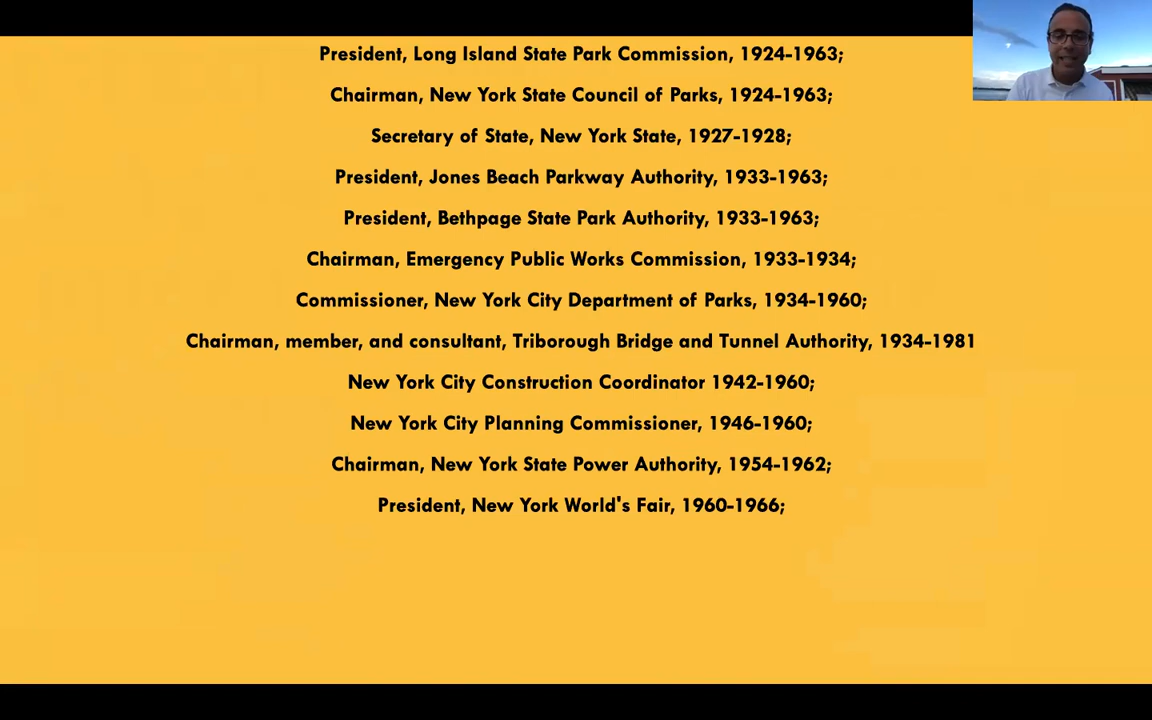 President, Long Island State Park Commission, 1924-1963;
Chairman, New York State Council of Parks, 1924-1963;
Secretary of State, New York State, 1927-1928;
President, Jones Beach Parkway Authority, 1933-1963;
President, Bethpage State Park Authority, 1933-1963;
Chairman, Emergency Public Works Commission, 1933-1934;
Commissioner, New York City Department of Parks, 1934-1960;
Chairman, member, and consultant, Triborough Bridge and Tunnel Authority, 1934-1981
New York City Construction Coordinator 1942-1960;
New York City Planning Commissioner, 1946-1960;
Chairman, New York State Power Authority, 1954-1962;
President, New York World's Fair, 1960-1966;